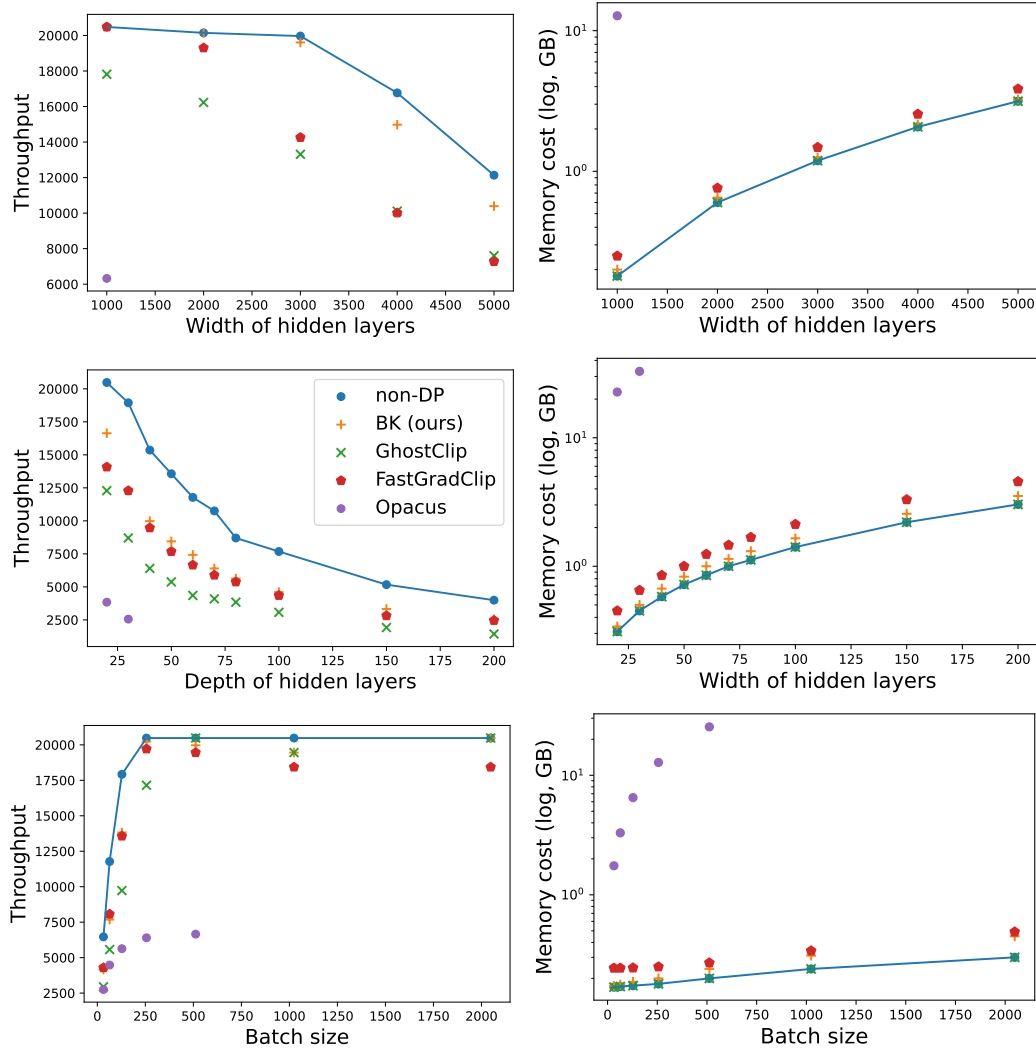 20000
18000
16000
14000
12000
10000
8000
6000
Throughput
1000 1500 2000 2500 3000 3500 4000 4500 5000
Width of hidden layers
10¹
10⁰
Memory cost (log, GB)
1000 1500 2000 2500 3000 3500 4000 4500 5000
Width of hidden layers
20000
17500
15000
12500
10000
7500
5000
2500
Throughput
non-DP
BK (ours)
GhostClip
FastGradClip
Opacus
25 50 75 100 125 150 175 200
Depth of hidden layers
10¹
10⁰
Memory cost (log, GB)
25 50 75 100 125 150 175 200
Width of hidden layers
20000
17500
15000
12500
10000
7500
5000
2500
Throughput
0 250 500 750 1000 1250 1500 1750 2000
Batch size
10¹
10⁰
Memory cost (log, GB)
0 250 500 750 1000 1250 1500 1750 2000
Batch size